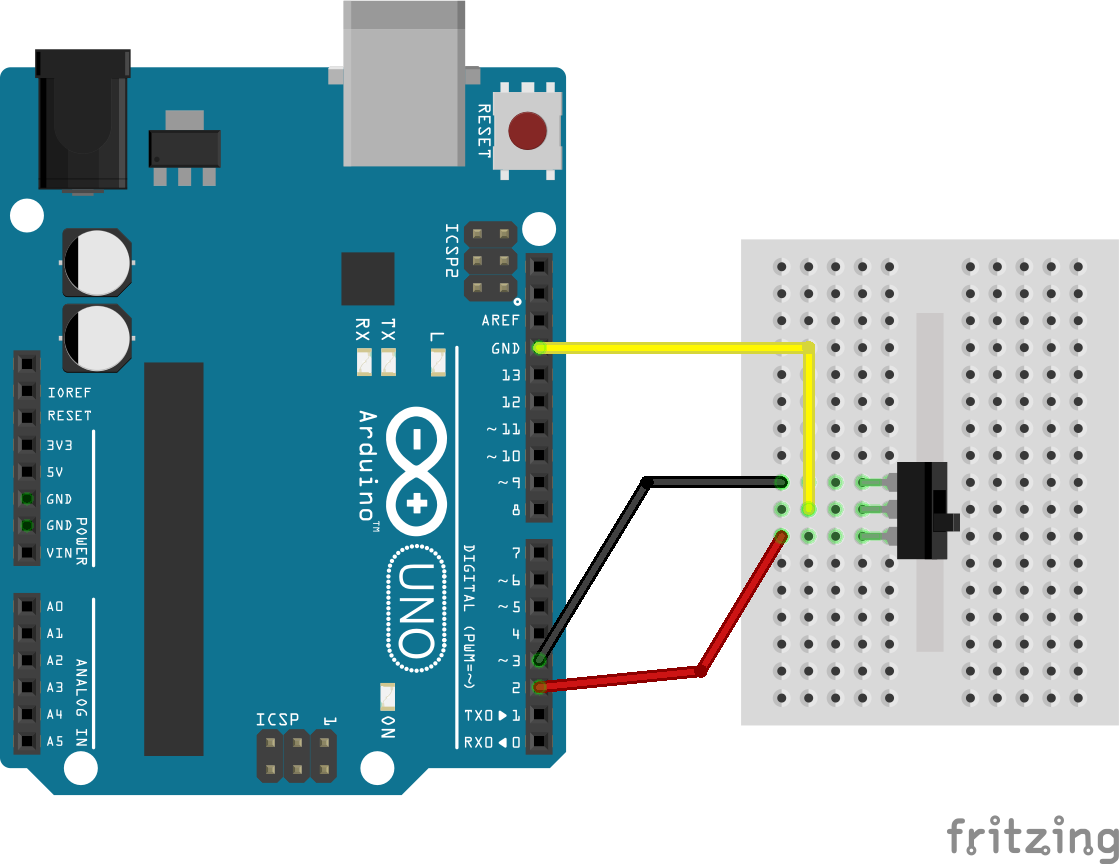 RESET
ICSP2
AREF
GND
13
12
~11
~10
~9
8
RX
TX
L
IOREF
RESET
3V3
5V
GND
GND
VIN
POWER
Arduino™
UNO
DIGITAL (PWM=~)
7
~6
~5
4
~3
2
TX0▶1
RX0◀0
A0
A1
A2
A3
A4
A5
ANALOG IN
ICSP
1
ON
fritzing